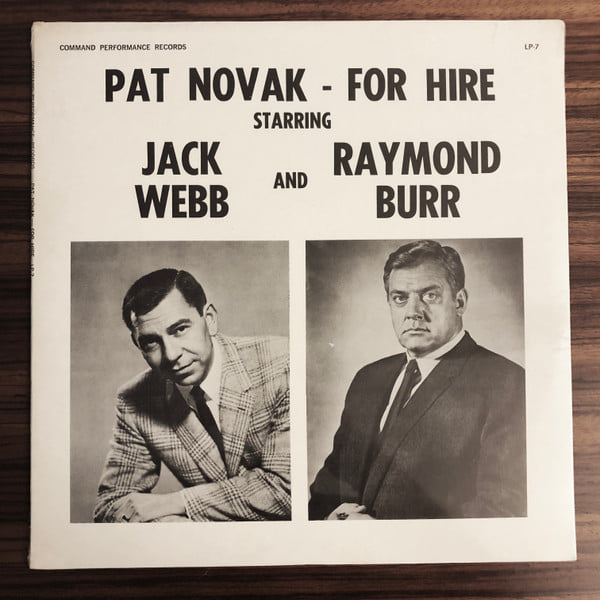 COMMAND PERFORMANCE RECORDS
LP-7
PAT NOVAK - FOR HIRE
STARRING
JACK
WEBB
AND
RAYMOND
BURR